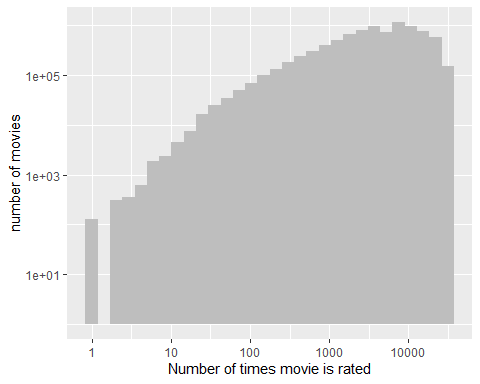 number of movies
1e+05
1e+03
1e+01
1 10 100 1000 10000
Number of times movie is rated